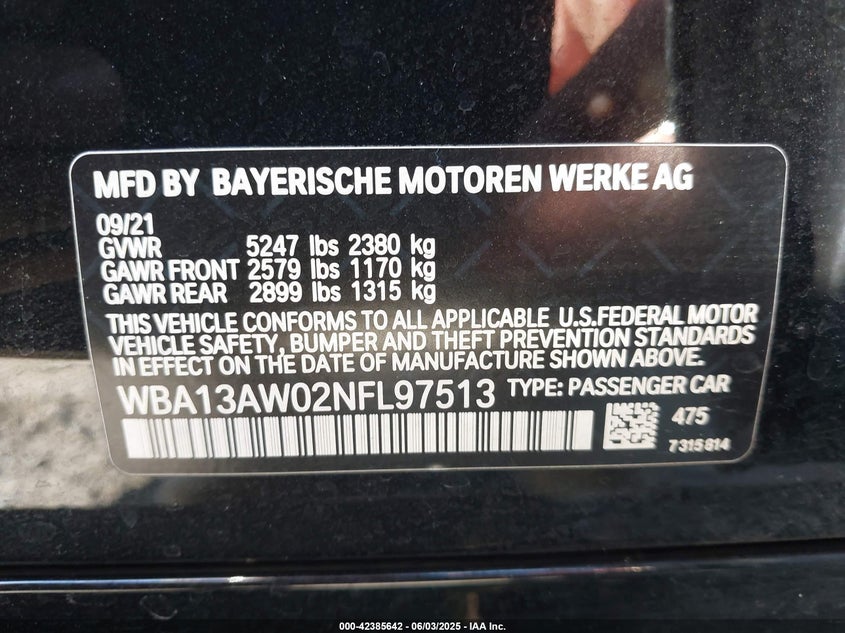 MFD BY BAYERISCHE MOTOREN WERKE AG
09/21
GVWR 5247 lbs 2380 kg
GAWR FRONT 2579 lbs 1170 kg
GAWR REAR 2899 lbs 1315 kg
THIS VEHICLE CONFORMS TO ALL APPLICABLE U.S.FEDERAL MOTOR
VEHICLE SAFETY, BUMPER AND THEFT PREVENTION STANDARDS
IN EFFECT ON THE DATE OF MANUFACTURE SHOWN ABOVE.
WBA13AW02NFL97513 TYPE: PASSENGER CAR
475
7315814
000-42385642 - 06/03/2025 - IAA Inc.